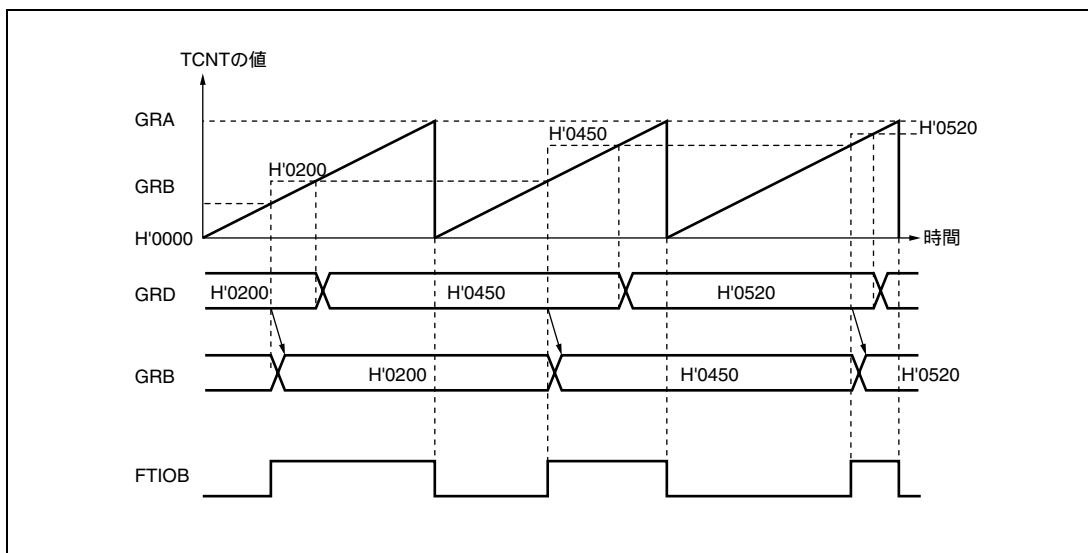 TCNTの値
GRA
H'0450
H'0520
H'0200
GRB
H'0000
時間
GRD
H'0200
H'0450
H'0520
GRB
H'0200
H'0450
H'0520
FTIOB